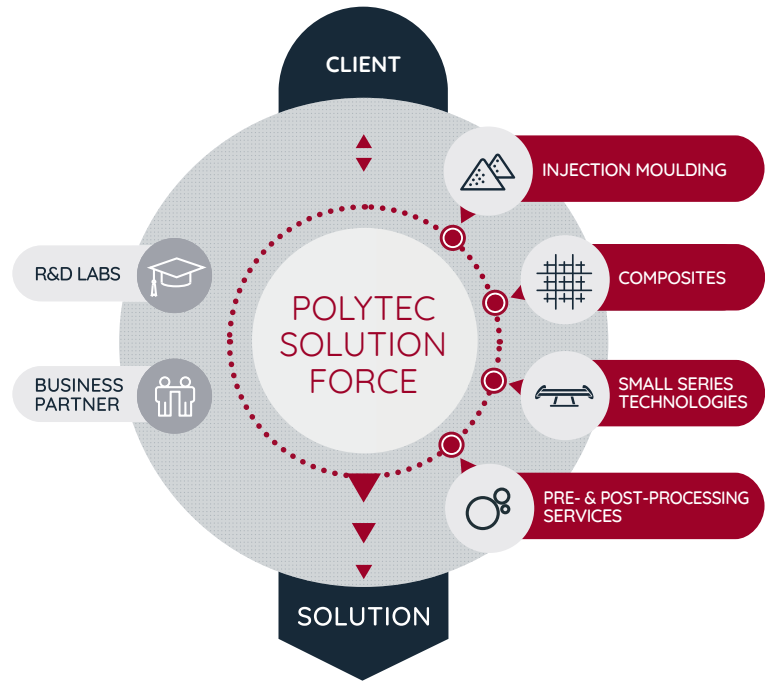 CLIENT
INJECTION MOULDING
R&D LABS
COMPOSITES
POLYTEC
SOLUTION
FORCE
BUSINESS
PARTNER
SMALL SERIES
TECHNOLOGIES
PRE- & POST-PROCESSING
SERVICES
SOLUTION